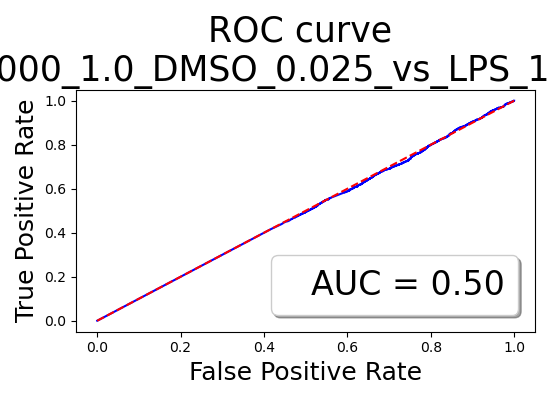 ROC curve
000_1.0_DMSO_0.025_vs_LPS_1
1.0
0.8
0.6
0.4
0.2
0.0
True Positive Rate
AUC = 0.50
0.0 0.2 0.4 0.6 0.8 1.0
False Positive Rate